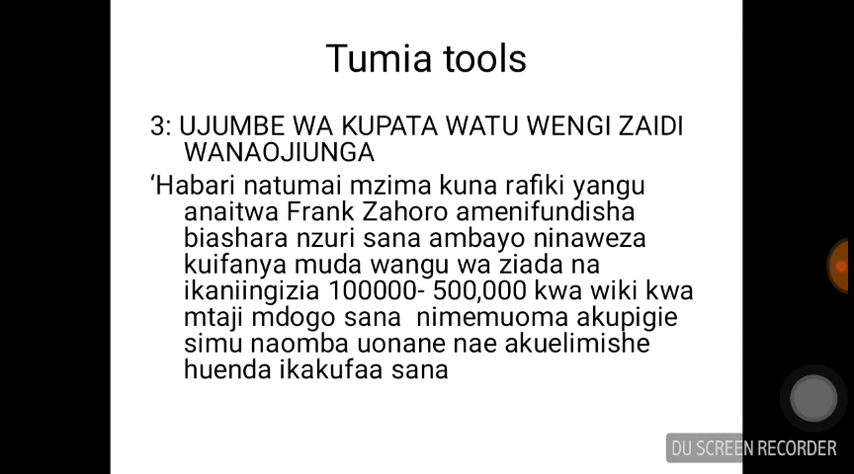 Tumia tools
3: UJUMBE WA KUPATA WATU WENGI ZAIDI
WANAOJIUNGA
‘Habari natumai mzima kuna rafiki yangu
anaitwa Frank Zahoro amenifundisha
biashara nzuri sana ambayo ninaweza
kuifanya muda wangu wa ziada na
ikaniingizia 100000- 500,000 kwa wiki kwa
mtaji mdogo sana  nimemuoma akupigie
simu naomba uonane nae akuelimishe
huenda ikakufaa sana
DU SCREEN RECORDER